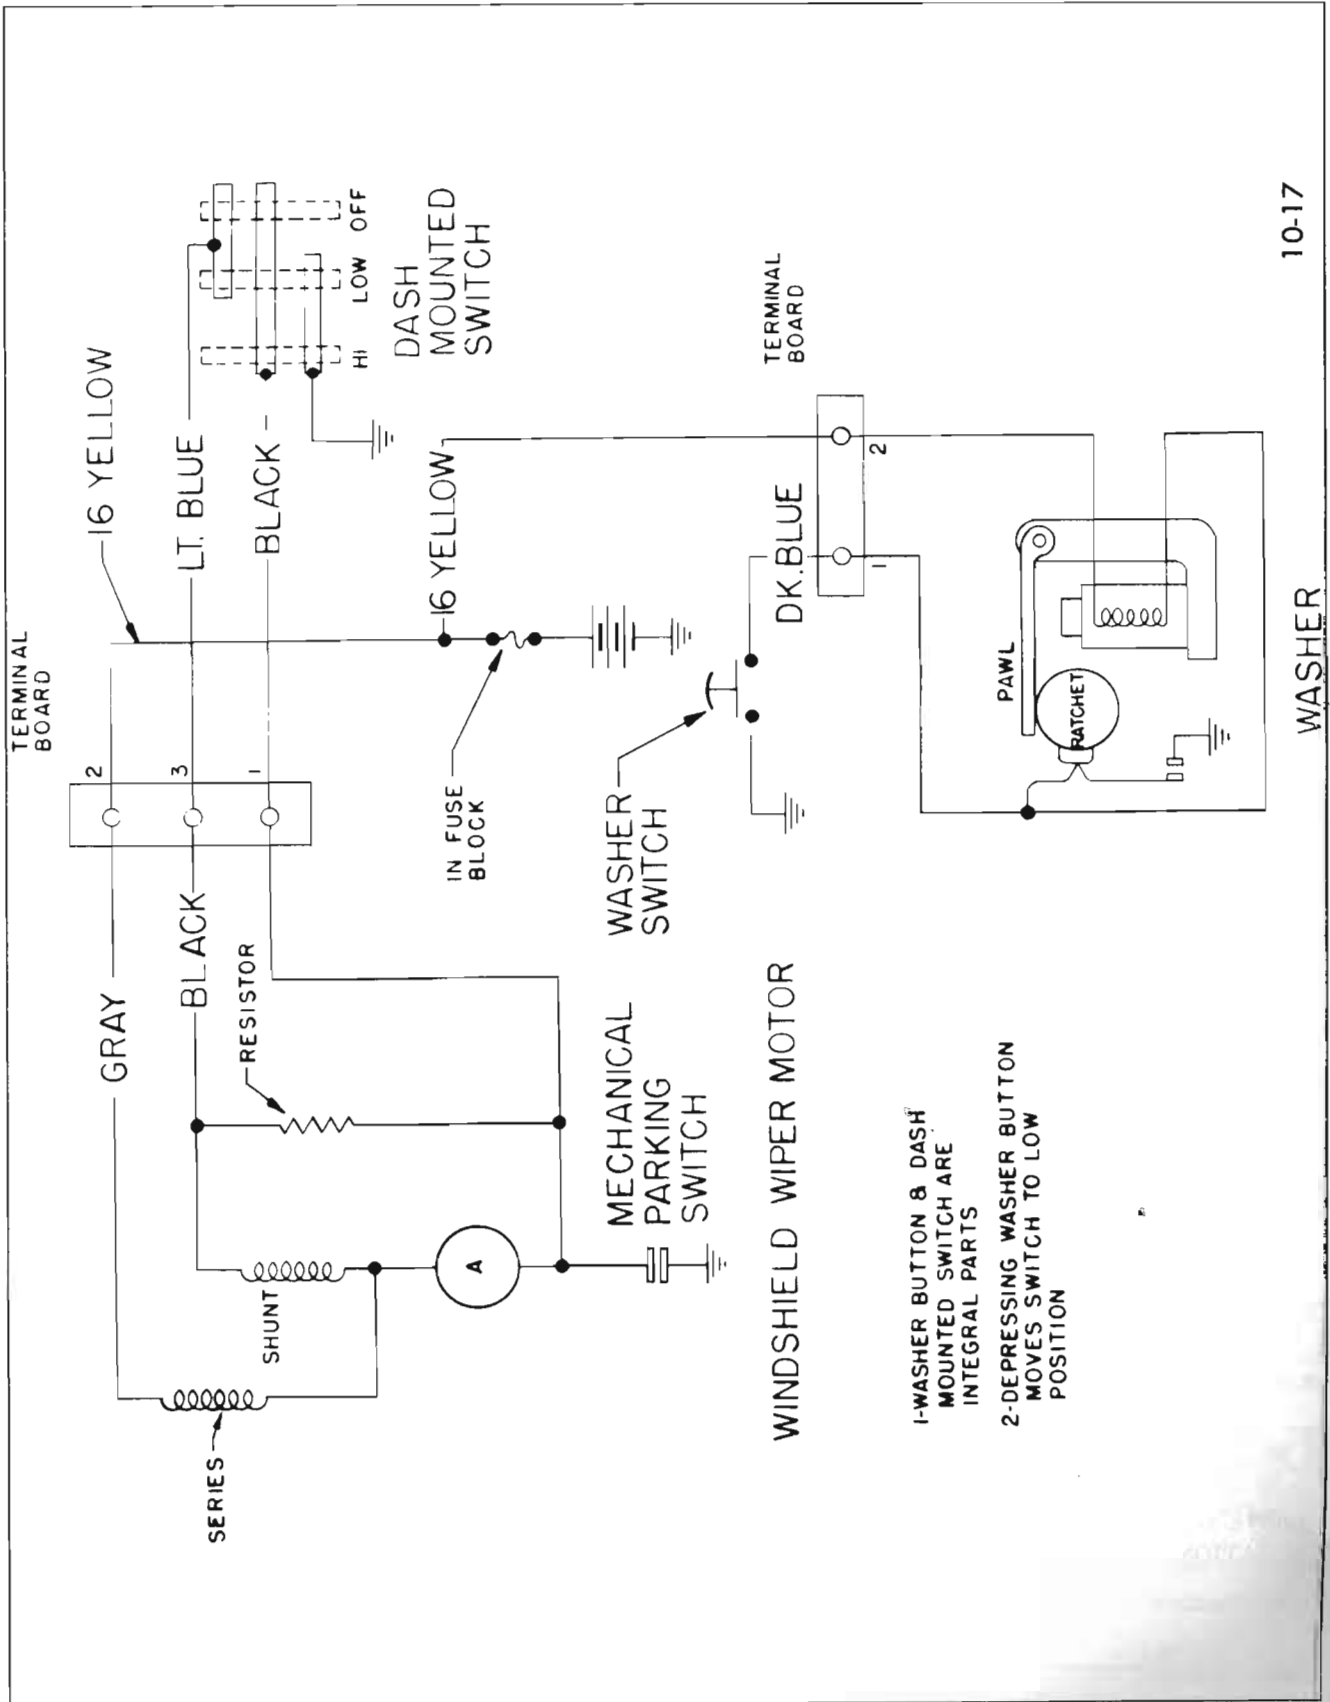 TERMINAL
BOARD
2
3
1
16 YELLOW
LT. BLUE
BLACK
HI
LOW
OFF
DASH
MOUNTED
SWITCH
GRAY
BLACK
RESISTOR
SERIES
SHUNT
A
16 YELLOW
IN FUSE
BLOCK
MECHANICAL
PARKING
SWITCH
WASHER
SWITCH
DK. BLUE
TERMINAL
BOARD
1
2
WINDSHIELD WIPER MOTOR
1-WASHER BUTTON & DASH
MOUNTED SWITCH ARE
INTEGRAL PARTS
2-DEPRESSING WASHER BUTTON
MOVES SWITCH TO LOW
POSITION
PAWL
RATCHET
WASHER
10-17